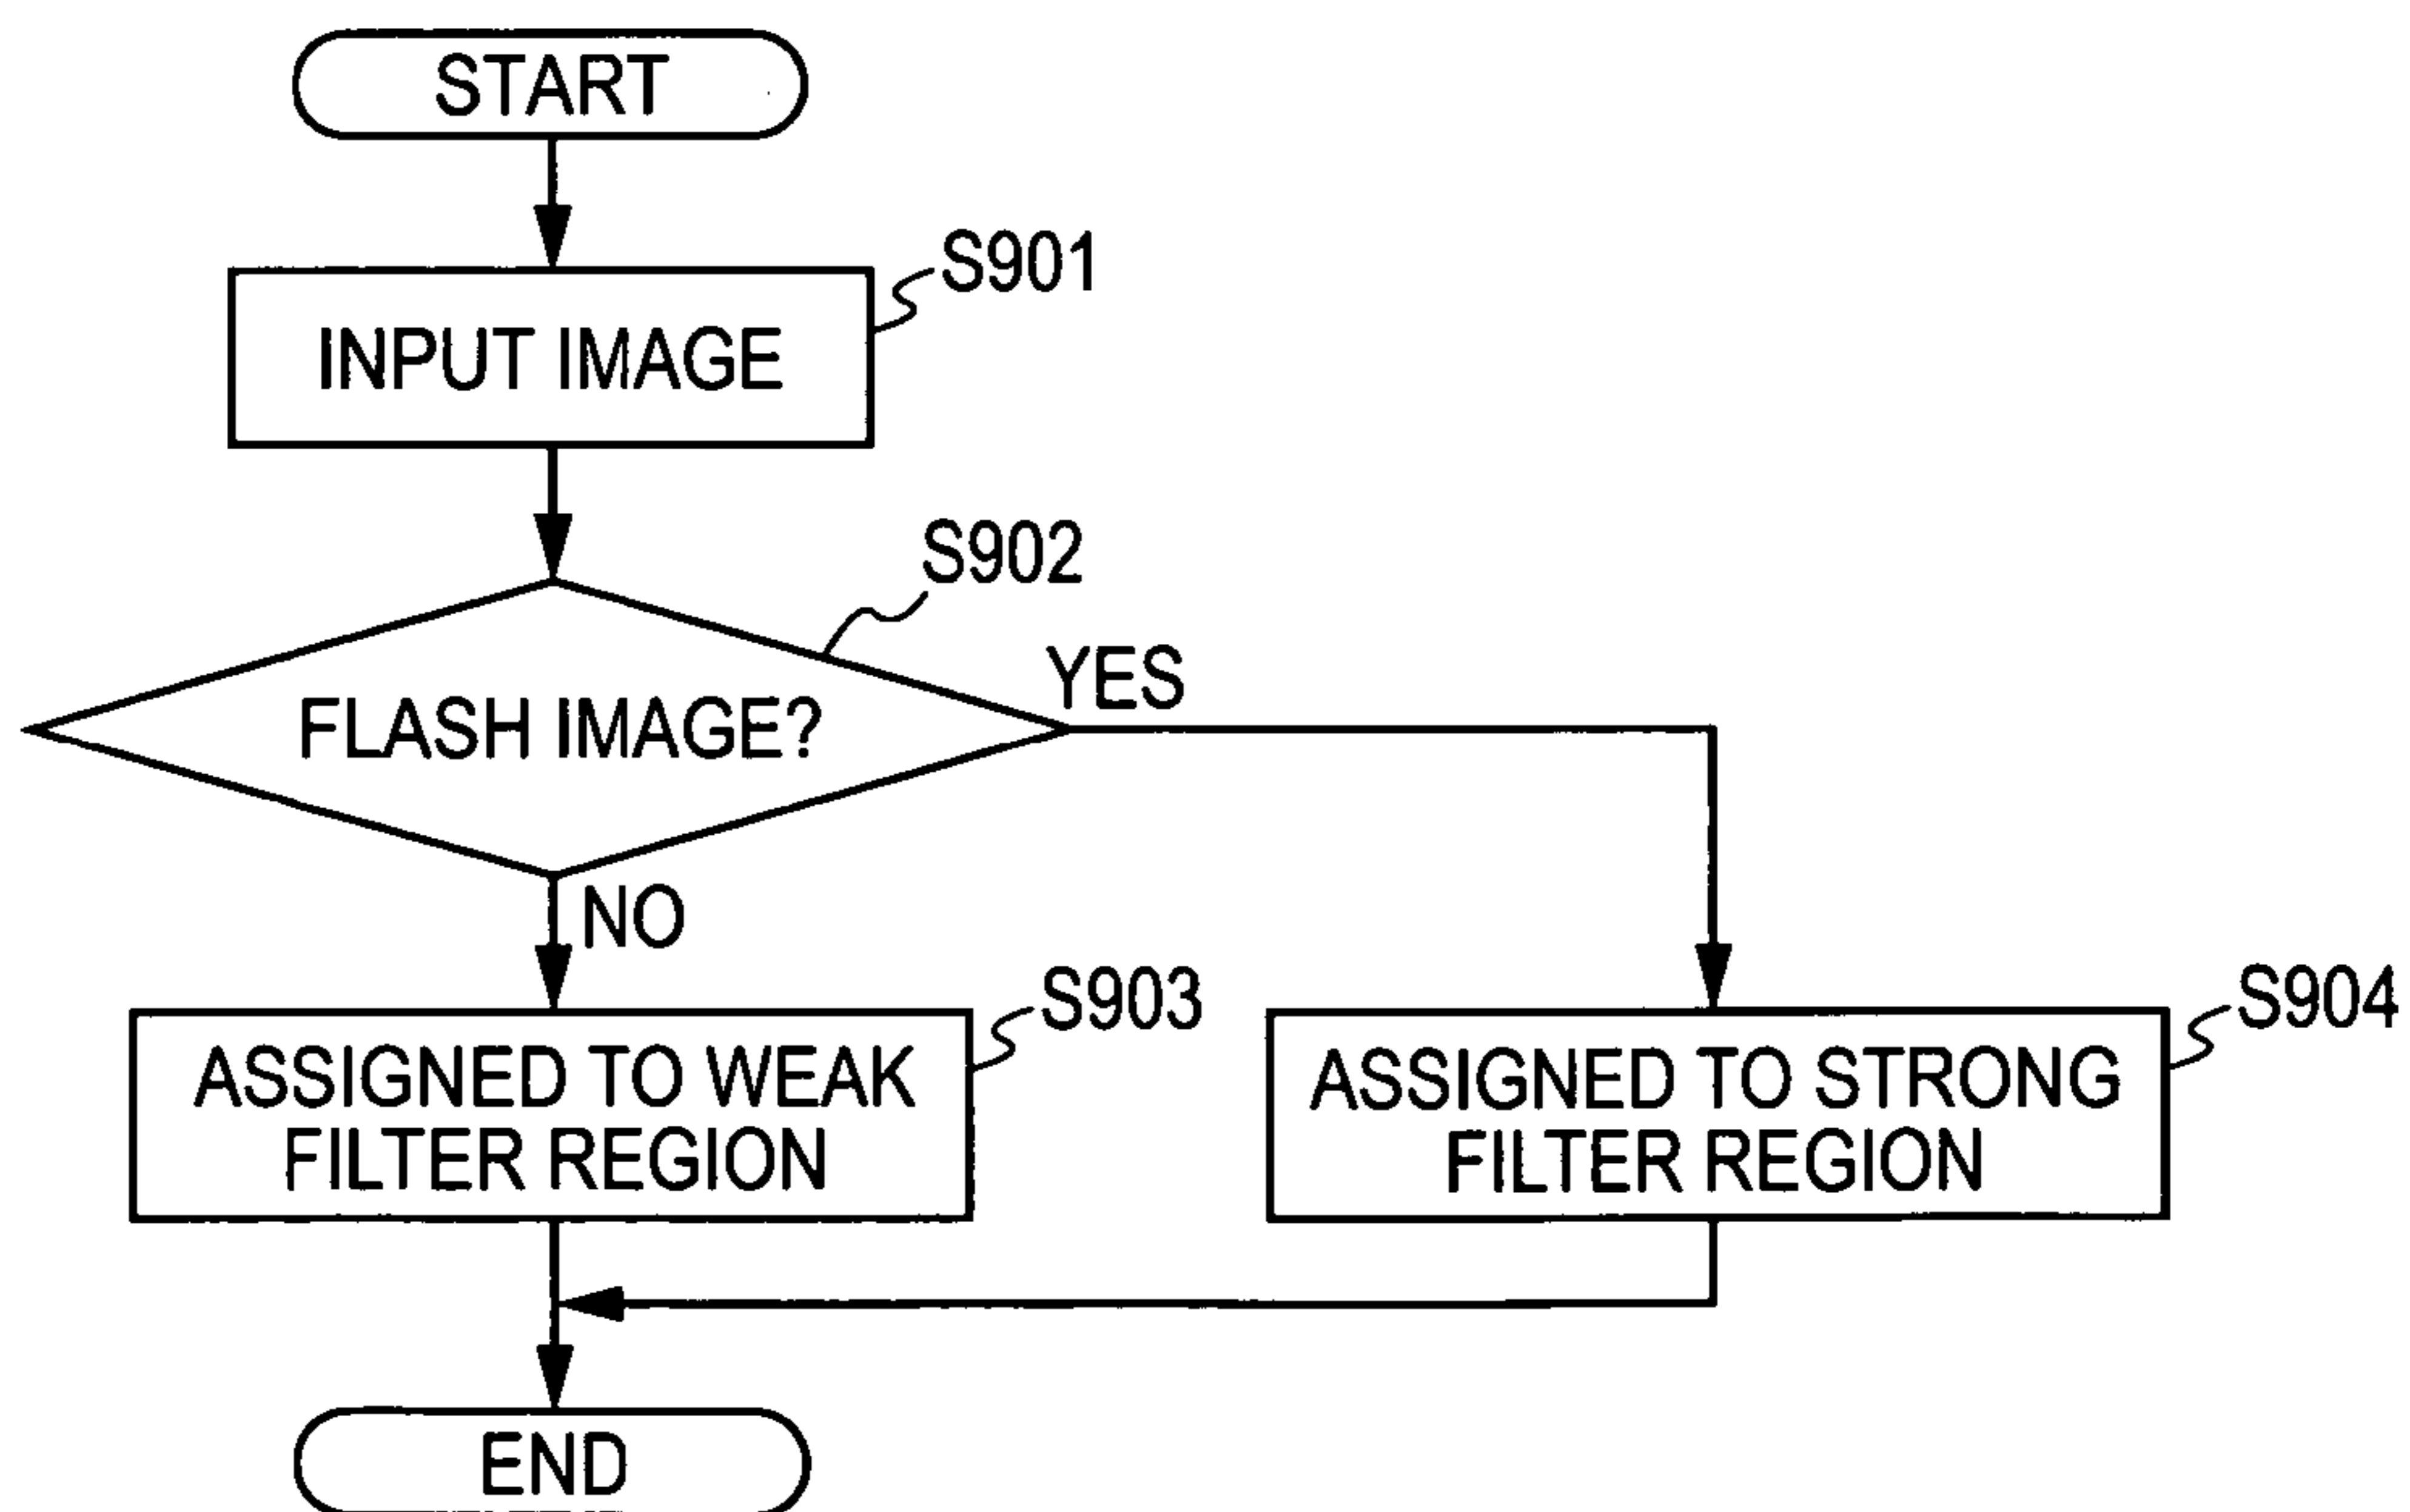 START
S901
INPUT IMAGE
S902
FLASH IMAGE?
YES
NO
S903
ASSIGNED TO WEAK
FILTER REGION
S904
ASSIGNED TO STRONG
FILTER REGION
END